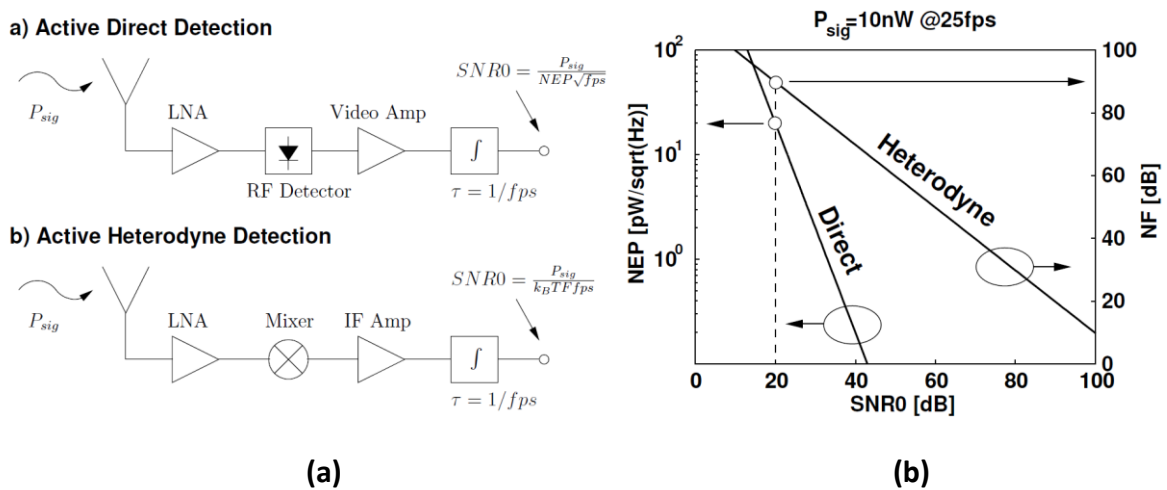 a) Active Direct Detection
SNR0 = P_sig / NEP√fps
P_sig
LNA
RF Detector
Video Amp
∫
τ = 1/fps
b) Active Heterodyne Detection
SNR0 = P_sig / k_BTFfps
P_sig
LNA
Mixer
IF Amp
∫
τ = 1/fps
(a)
P_sig=10nW @25fps
NEP [pW/sqrt(Hz)]
10^2
10^1
10^0
Direct
Heterodyne
NF [dB]
100
80
60
40
20
0
0 20 40 60 80 100
SNR0 [dB]
(b)